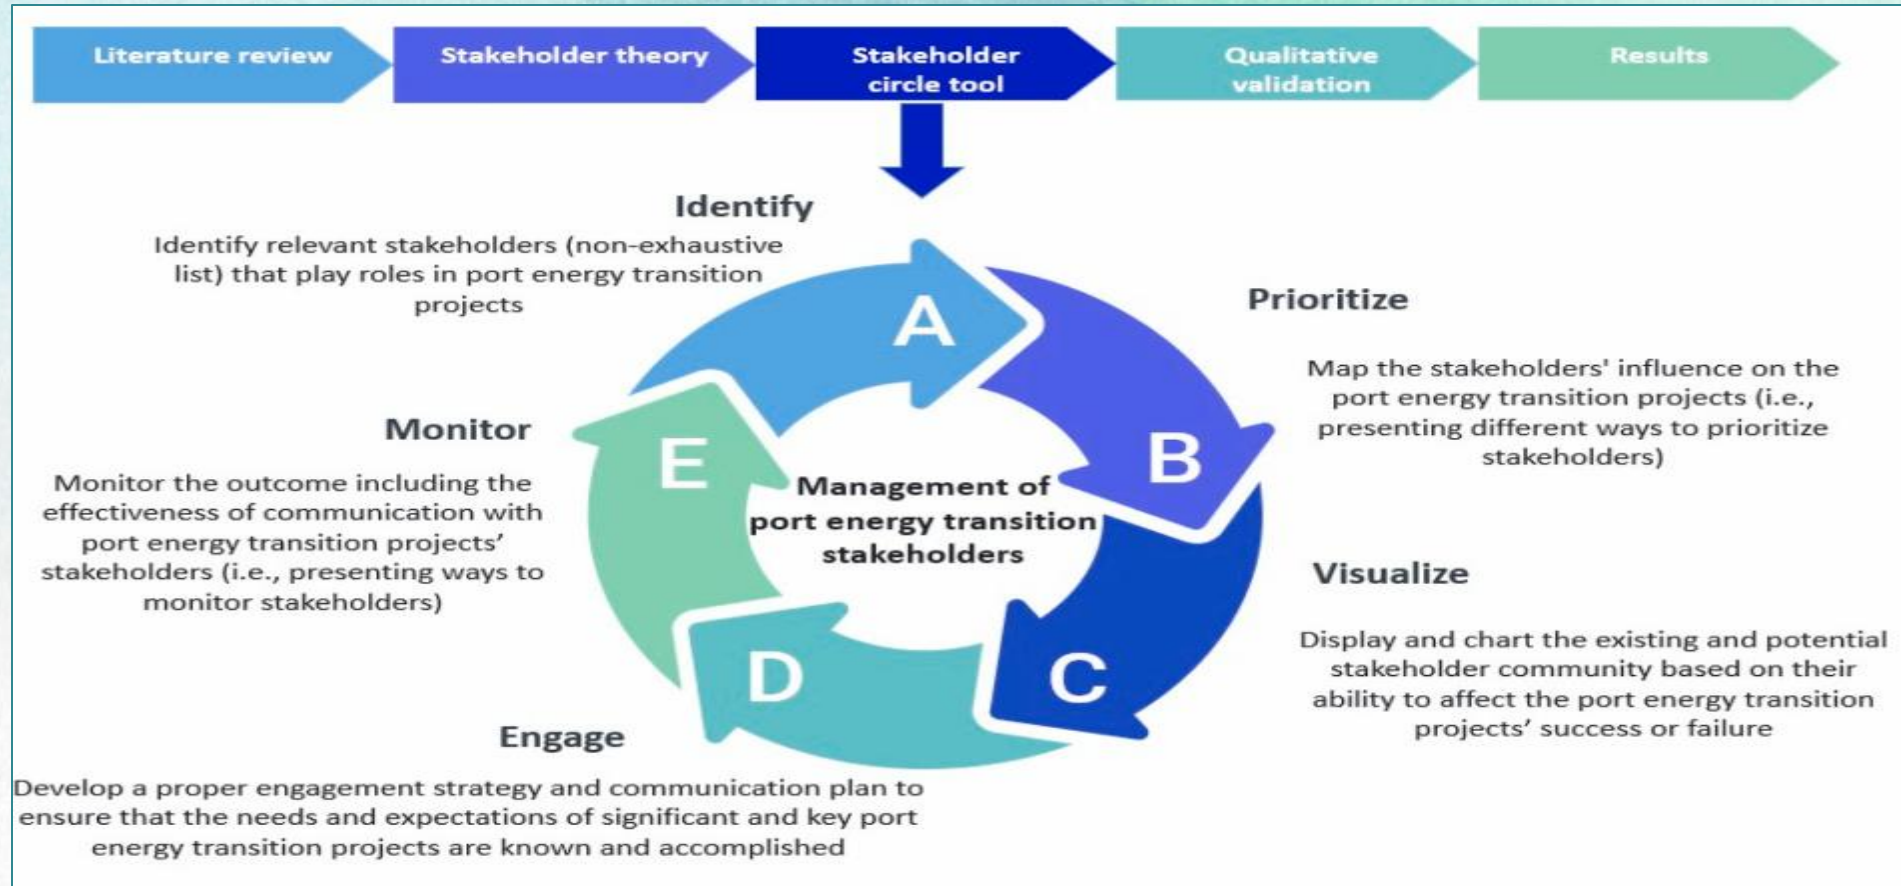 Literature review
Stakeholder theory
Stakeholder
circle tool
Qualitative
validation
Results
Identify
Identify relevant stakeholders (non-exhaustive
list) that play roles in port energy transition
projects
A
Prioritize
Map the stakeholders' influence on the
port energy transition projects (i.e.,
presenting different ways to prioritize
stakeholders)
B
Visualize
Display and chart the existing and potential
stakeholder community based on their
ability to affect the port energy transition
projects’ success or failure
C
Engage
Develop a proper engagement strategy and communication plan to
ensure that the needs and expectations of significant and key port
energy transition projects are known and accomplished
D
Monitor
Monitor the outcome including the
effectiveness of communication with
port energy transition projects’
stakeholders (i.e., presenting ways to
monitor stakeholders)
E
Management of
port energy transition
stakeholders